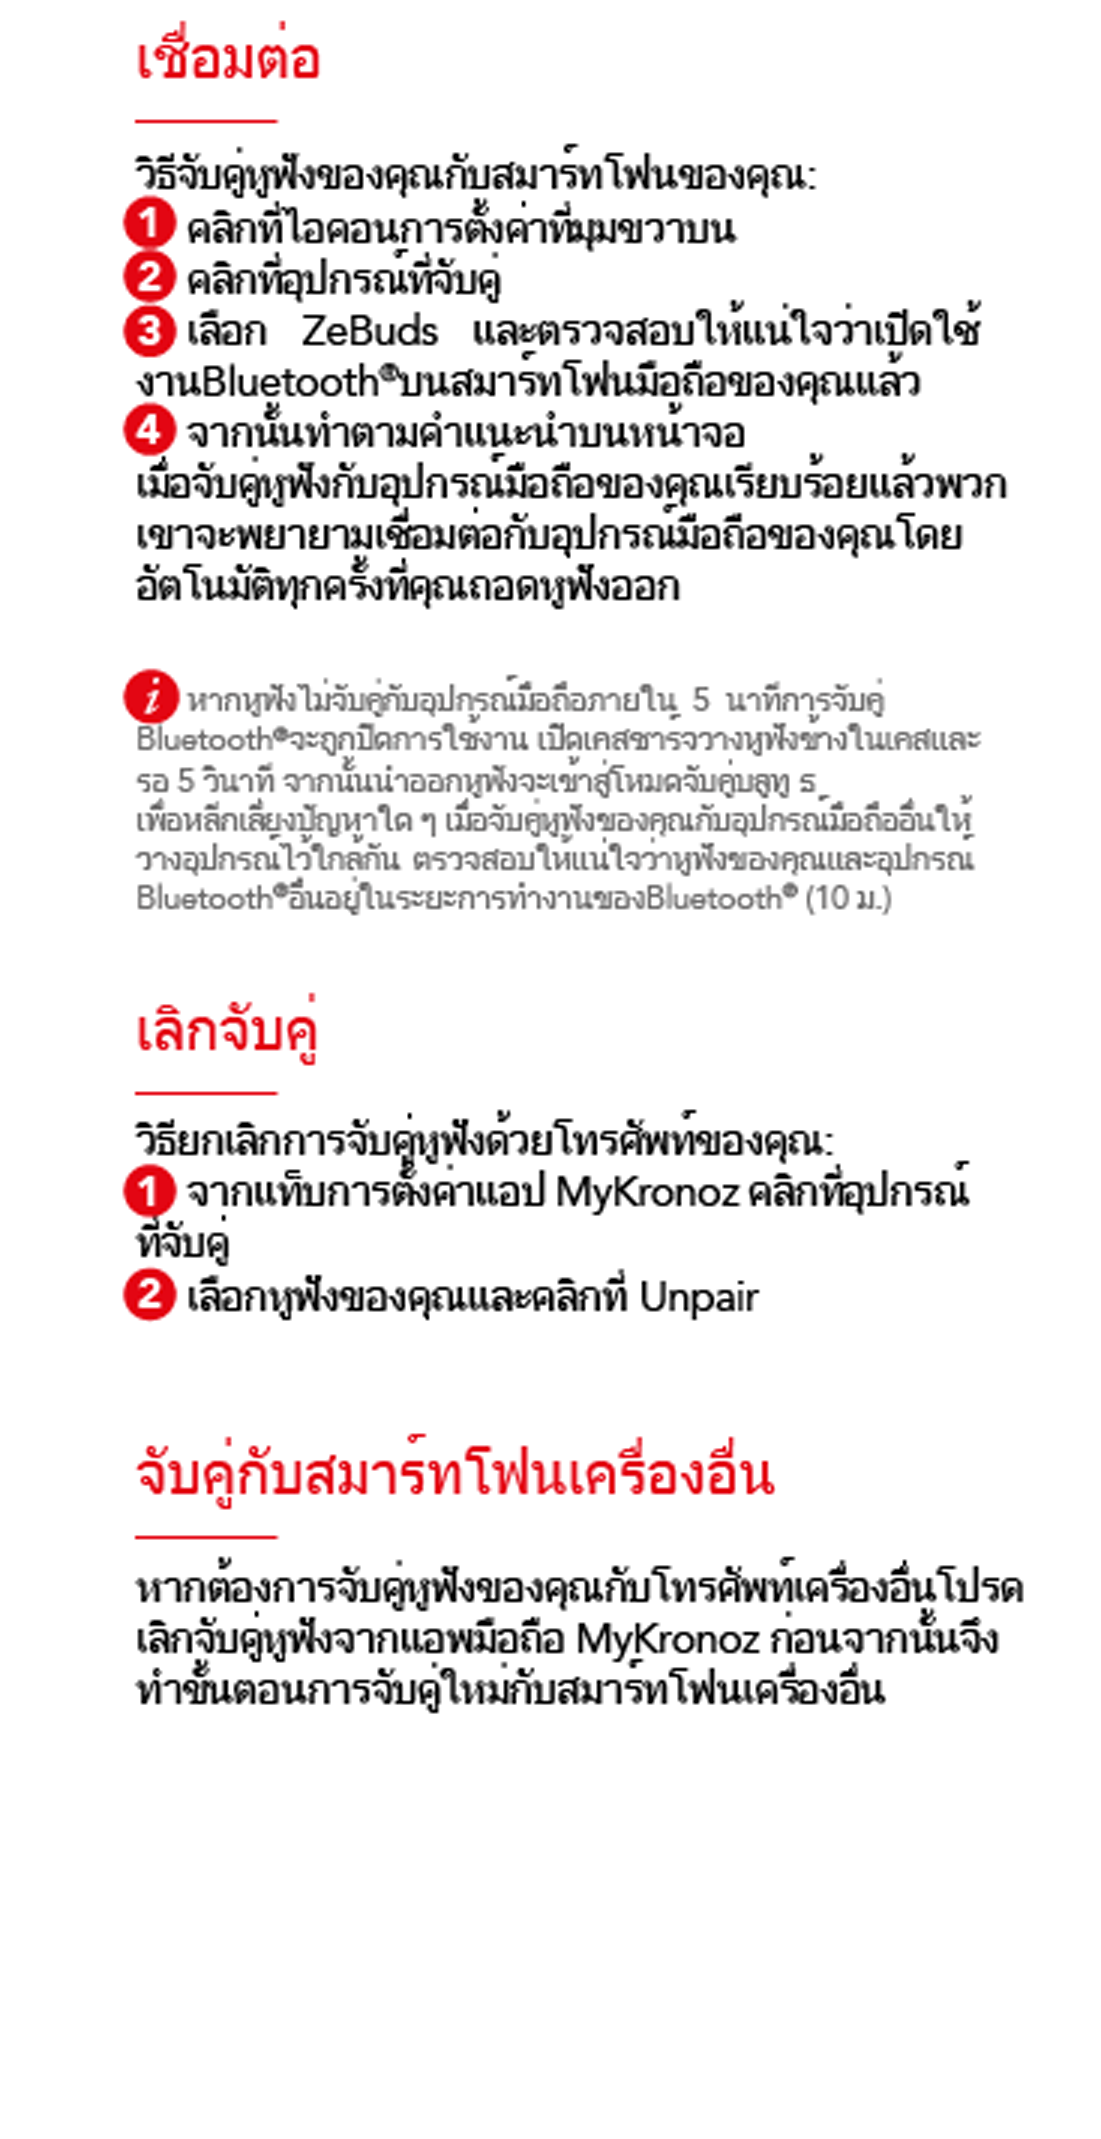 เชื่อมต่อ
วิธีจับคู่หูฟังของคุณกับสมาร์ทโฟนของคุณ:
1 คลิกที่ไอคอนการตั้งค่าที่มุมขวาบน
2 คลิกที่อุปกรณ์ที่จับคู่
3 เลือก ZeBuds และตรวจสอบให้แน่ใจว่าเปิดใช้
งานBluetooth®บนสมาร์ทโฟนมือถือของคุณแล้ว
4 จากนั้นทำตามคำแนะนำบนหน้าจอ
เมื่อจับคู่หูฟังกับอุปกรณ์มือถือของคุณเรียบร้อยแล้วพวก
เขาจะพยายามเชื่อมต่อกับอุปกรณ์มือถือของคุณโดย
อัตโนมัติทุกครั้งที่คุณถอดหูฟังออก
i หากหูฟังไม่จับคู่กับอุปกรณ์มือถือภายใน 5 นาทีการจับคู่
Bluetooth®จะถูกปิดการใช้งาน เปิดเคสชาร์จวางหูฟังข้างในเคสและ
รอ 5 วินาที จากนั้นนำออกหูฟังจะเข้าสู่โหมดจับคู่บลูทู ธ
เพื่อหลีกเลี่ยงปัญหาใด ๆ เมื่อจับคู่หูฟังของคุณกับอุปกรณ์มือถืออื่นให้
วางอุปกรณ์ไว้ใกล้กัน ตรวจสอบให้แน่ใจว่าหูฟังของคุณและอุปกรณ์
Bluetooth®อื่นอยู่ในระยะการทำงานของBluetooth® (10 ม.)
เลิกจับคู่
วิธียกเลิกการจับคู่หูฟังด้วยโทรศัพท์ของคุณ:
1 จากแท็บการตั้งค่าแอป MyKronoz คลิกที่อุปกรณ์
ที่จับคู่
2 เลือกหูฟังของคุณและคลิกที่ Unpair
จับคู่กับสมาร์ทโฟนเครื่องอื่น
หากต้องการจับคู่หูฟังของคุณกับโทรศัพท์เครื่องอื่นโปรด
เลิกจับคู่หูฟังจากแอพมือถือ MyKronoz ก่อนจากนั้นจึง
ทำขั้นตอนการจับคู่ใหม่กับสมาร์ทโฟนเครื่องอื่น